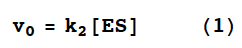 v₀ = k₂[ES] (1)